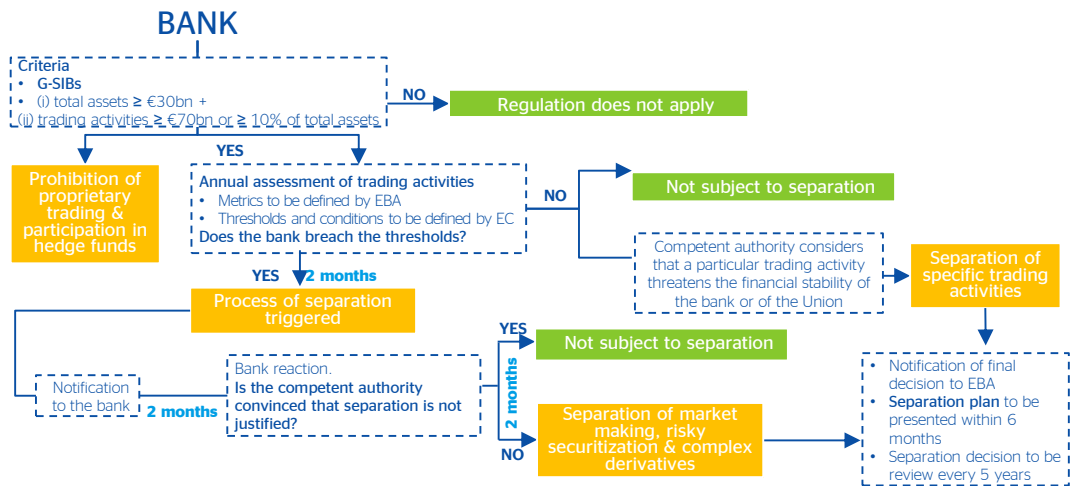 BANK
Criteria
• G-SIBs
• (i) total assets ≥ €30bn +
(ii) trading activities ≥ €70bn or ≥ 10% of total assets
NO
Regulation does not apply
YES
Prohibition of
proprietary
trading &
participation in
hedge funds
Annual assessment of trading activities
• Metrics to be defined by EBA
• Thresholds and conditions to be defined by EC
Does the bank breach the thresholds?
NO
Not subject to separation
Competent authority considers
that a particular trading activity
threatens the financial stability of
the bank or of the Union
Separation of
specific trading
activities
YES
2 months
Process of separation
triggered
Notification
to the bank
2 months
Bank reaction.
Is the competent authority
convinced that separation is not
justified?
YES
2 months
NO
Not subject to separation
Separation of market
making, risky
securitization & complex
derivatives
• Notification of final
decision to EBA
• Separation plan to be
presented within 6
months
• Separation decision to be
review every 5 years